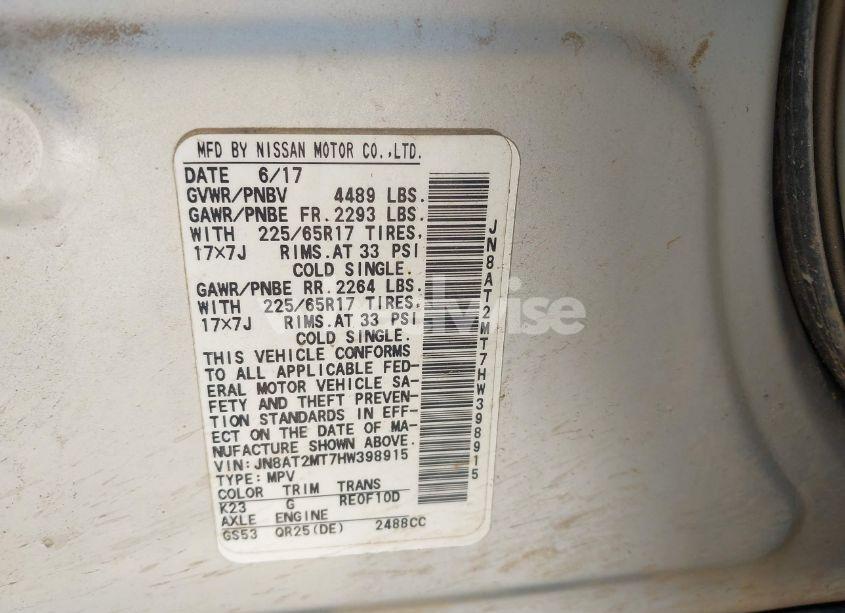 MFD BY NISSAN MOTOR CO.,LTD.
DATE 6/17
GVWR/PNBV 4489 LBS.
GAWR/PNBE FR. 2293 LBS.
WITH 225/65R17 TIRES.
17×7J RIMS.AT 33 PSI
COLD SINGLE.
GAWR/PNBE RR. 2264 LBS.
WITH 225/65R17 TIRES.
17×7J RIMS.AT 33 PSI
COLD SINGLE.
THIS VEHICLE CONFORMS
TO ALL APPLICABLE FED-
ERAL MOTOR VEHICLE SA-
FETY AND THEFT PREVEN-
TION STANDARDS IN EFF-
ECT ON THE DATE OF MA-
NUFACTURE SHOWN ABOVE.
VIN:JN8AT2MT7HW398915
TYPE:MPV
COLOR TRIM TRANS
K23 G RE0F10D
AXLE ENGINE
GS53 QR25(DE) 2488CC
JN8AT2MT7HW398915